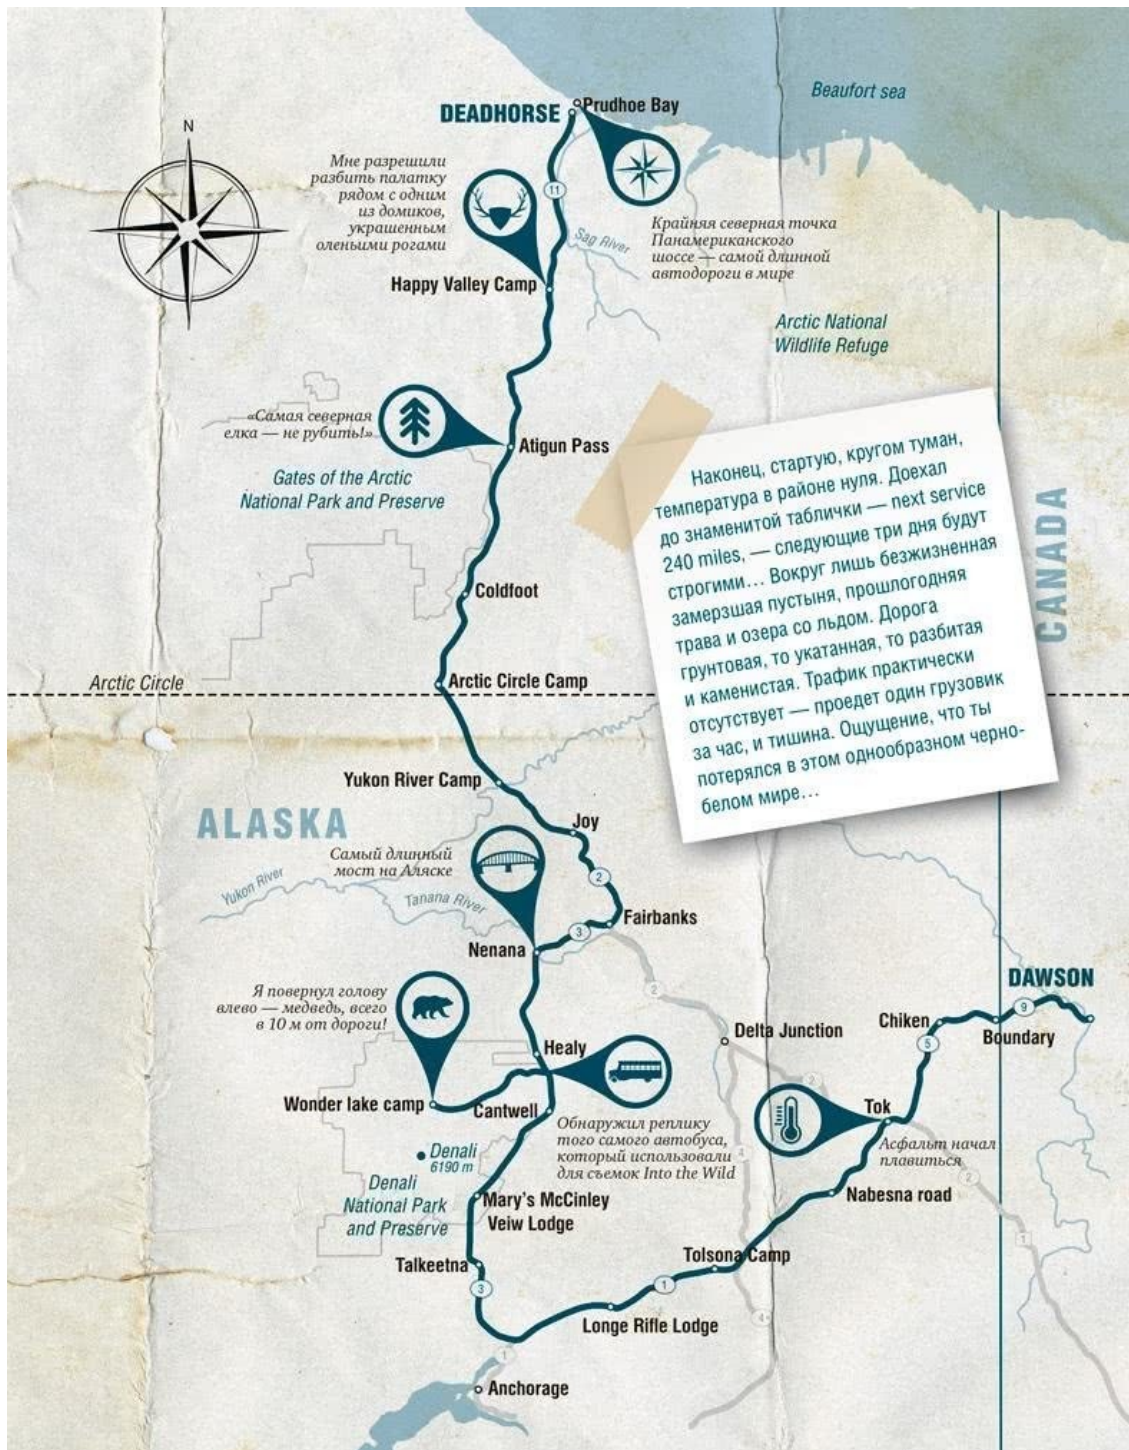 Beaufort sea
DEADHORSE
Prudhoe Bay
N
Мне разрешили
разбить палатку
рядом с одним
из домиков,
украшенным
оленьими рогами
11
Sag River
Крайняя северная точка
Панамериканского
шоссе — самой длинной
автодороги в мире
Happy Valley Camp
Arctic National
Wildlife Refuge
«Самая северная
елка — не рубить!»
Atigun Pass
Gates of the Arctic
National Park and Preserve
Наконец, стартую, кругом туман,
температура в районе нуля. Доехал
до знаменитой таблички — next service
240 miles, — следующие три дня будут
строгими... Вокруг лишь безжизненная
замерзшая пустыня, прошлогодняя
трава и озера со льдом. Дорога
грунтовая, то укатанная, то разбитая
и каменистая. Трафик практически
отсутствует — проедет один грузовик
за час, и тишина. Ощущение, что ты
потерялся в этом однообразном черно-
белом мире...
CANADA
Coldfoot
Arctic Circle
Arctic Circle Camp
Yukon River Camp
ALASKA
Joy
Самый длинный
мост на Аляске
2
Yukon River
Tanana River
Fairbanks
3
Nenana
2
Я повернул голову
влево — медведь, всего
в 10 м от дороги!
DAWSON
9
Chiken
Boundary
Delta Junction
5
Healy
2
Wonder lake camp
Cantwell
Tok
Обнаружил реплику
того самого автобуса,
который использовали
для съемок Into the Wild
Асфальт начал
плавиться
4
2
Denali
6190 m
Denali
National Park
and Preserve
Mary's McCinley
Veiw Lodge
Nabesna road
1
Talkeetna
Tolsona Camp
3
1
Longe Rifle Lodge
4
1
Anchorage